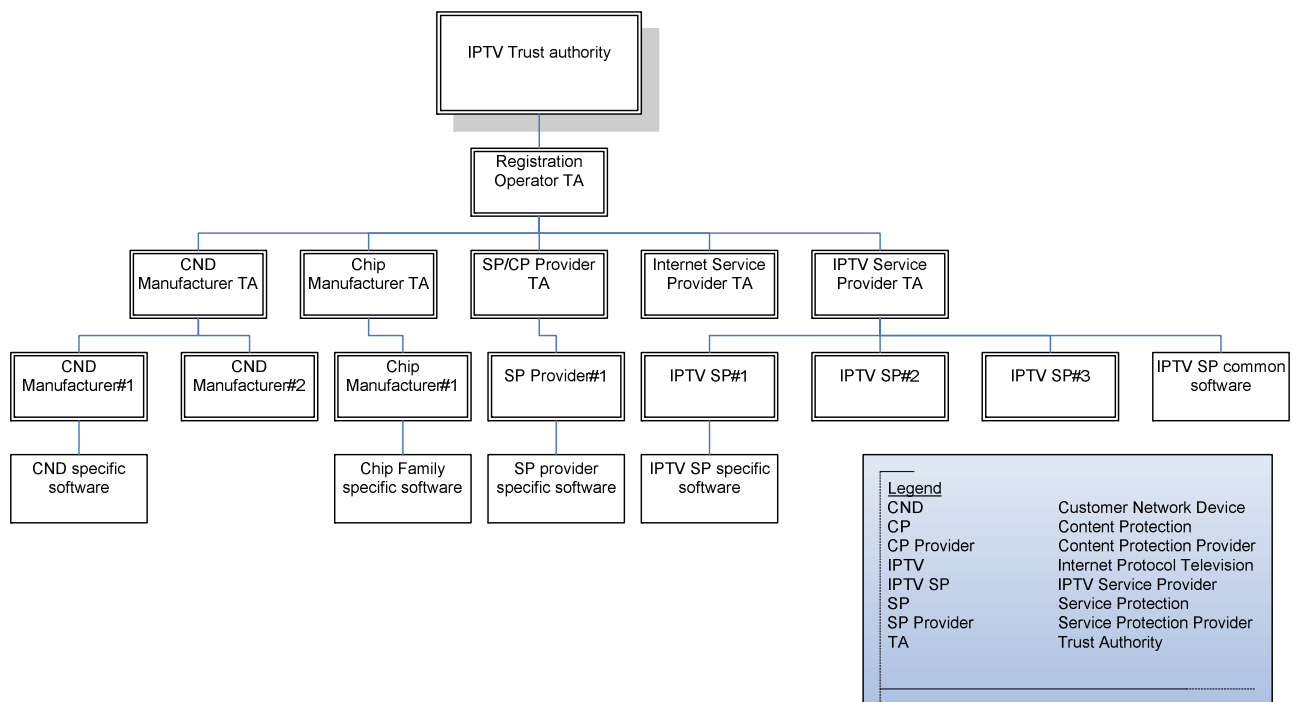 IPTV Trust authority
Registration
Operator TA
CND
Manufacturer TA
Chip
Manufacturer TA
SP/CP Provider
TA
Internet Service
Provider TA
IPTV Service
Provider TA
CND
Manufacturer#1
CND
Manufacturer#2
Chip
Manufacturer#1
SP Provider#1
IPTV SP#1
IPTV SP#2
IPTV SP#3
IPTV SP common
software
CND specific
software
Chip Family
specific software
SP provider
specific software
IPTV SP specific
software
Legend
CND Customer Network Device
CP Content Protection
CP Provider Content Protection Provider
IPTV Internet Protocol Television
IPTV SP IPTV Service Provider
SP Service Protection
SP Provider Service Protection Provider
TA Trust Authority